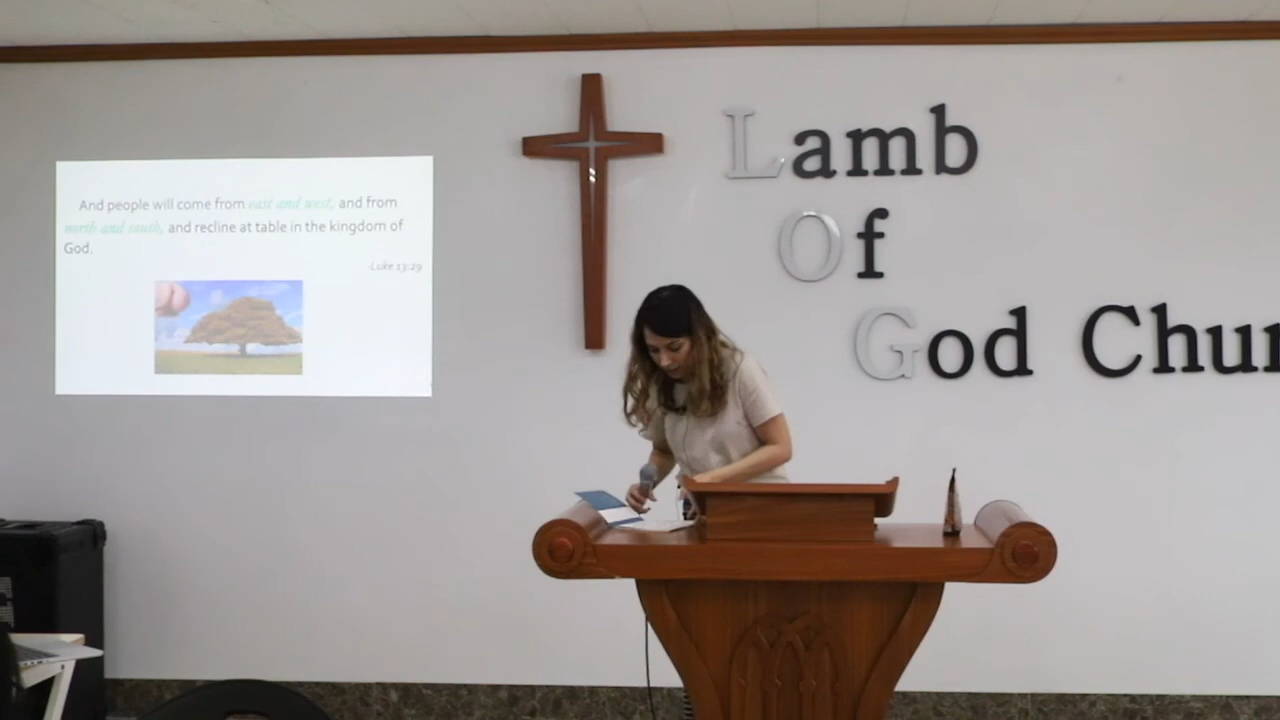 And people will come from east and west, and from
north and south, and recline at table in the kingdom of
God.
-Luke 13:29
Lamb
Of
God Chur